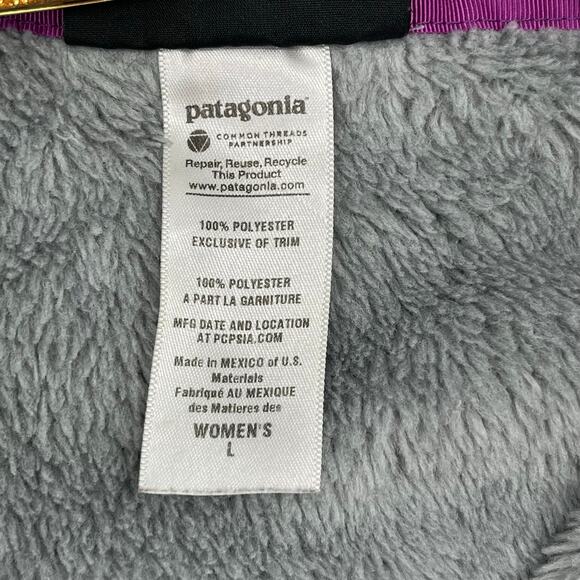 patagonia
COMMON THREADS
PARTNERSHIP
Repair, Reuse, Recycle
This Product
www.patagonia.com
100% POLYESTER
EXCLUSIVE OF TRIM
100% POLYESTER
A PART LA GARNITURE
MFG DATE AND LOCATION
AT PCPSIA.COM
Made in MEXICO of U.S.
Materials
Fabriqué AU MEXIQUE
des Matieres des
WOMEN'S
L